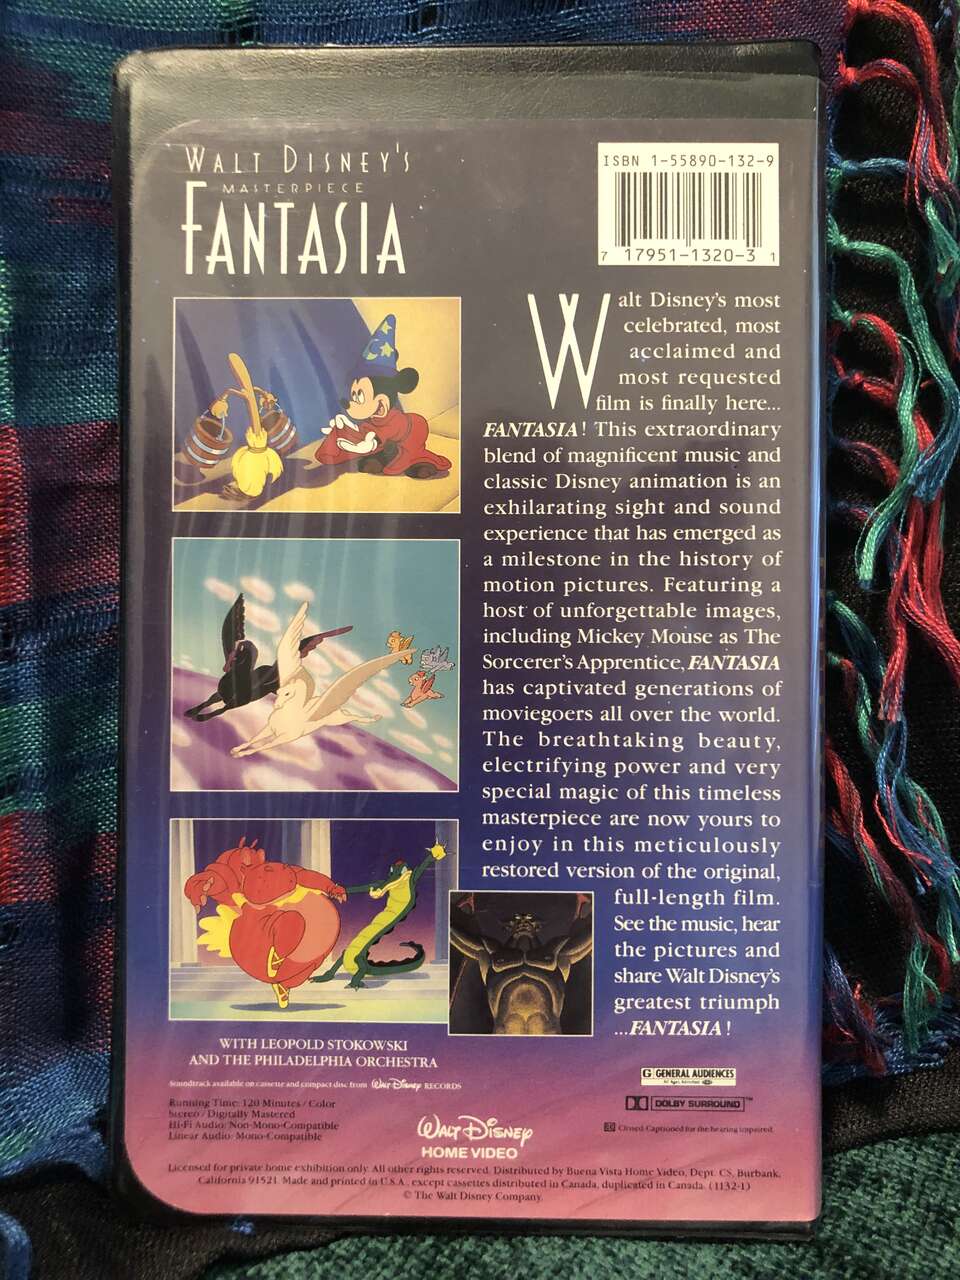 WALT DISNEY'S
MASTERPIECE
FANTASIA
ISBN 1-55890-132-9
7 17951-1320-3 1
Walt Disney's most
celebrated, most
acclaimed and
most requested
film is finally here...
FANTASIA! This extraordinary
blend of magnificent music and
classic Disney animation is an
exhilarating sight and sound
experience that has emerged as
a milestone in the history of
motion pictures. Featuring a
host of unforgettable images,
including Mickey Mouse as The
Sorcerer's Apprentice, FANTASIA
has captivated generations of
moviegoers all over the world.
The breathtaking beauty,
electrifying power and very
special magic of this timeless
masterpiece are now yours to
enjoy in this meticulously
restored version of the original,
full-length film.
See the music, hear
the pictures and
share Walt Disney's
greatest triumph
...FANTASIA!
WITH LEOPOLD STOKOWSKI
AND THE PHILADELPHIA ORCHESTRA
Soundtrack available on cassette and compact disc from Walt Disney RECORDS
Running Time: 120 Minutes / Color
Stereo / Digitally Mastered
Hi-Fi Audio: Non-Mono-Compatible
Linear Audio: Mono-Compatible
WALT DISNEY
HOME VIDEO
G GENERAL AUDIENCES
All Ages Admitted
DOLBY SURROUND™
Closed Captioned for the hearing impaired.
Licensed for private home exhibition only. All other rights reserved. Distributed by Buena Vista Home Video, Dept. CS, Burbank,
California 91521. Made and printed in U.S.A., except cassettes distributed in Canada, duplicated in Canada. (1132-1)
© The Walt Disney Company.